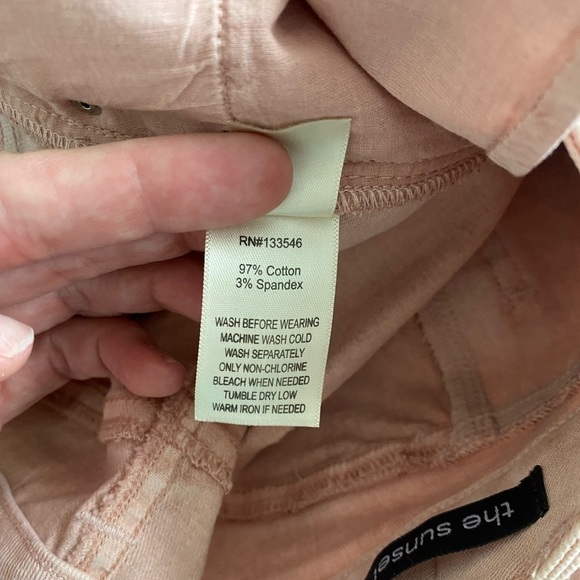 RN#133546
97% Cotton
3% Spandex
WASH BEFORE WEARING
MACHINE WASH COLD
WASH SEPARATELY
ONLY NON-CHLORINE
BLEACH WHEN NEEDED
TUMBLE DRY LOW
WARM IRON IF NEEDED
the sunse